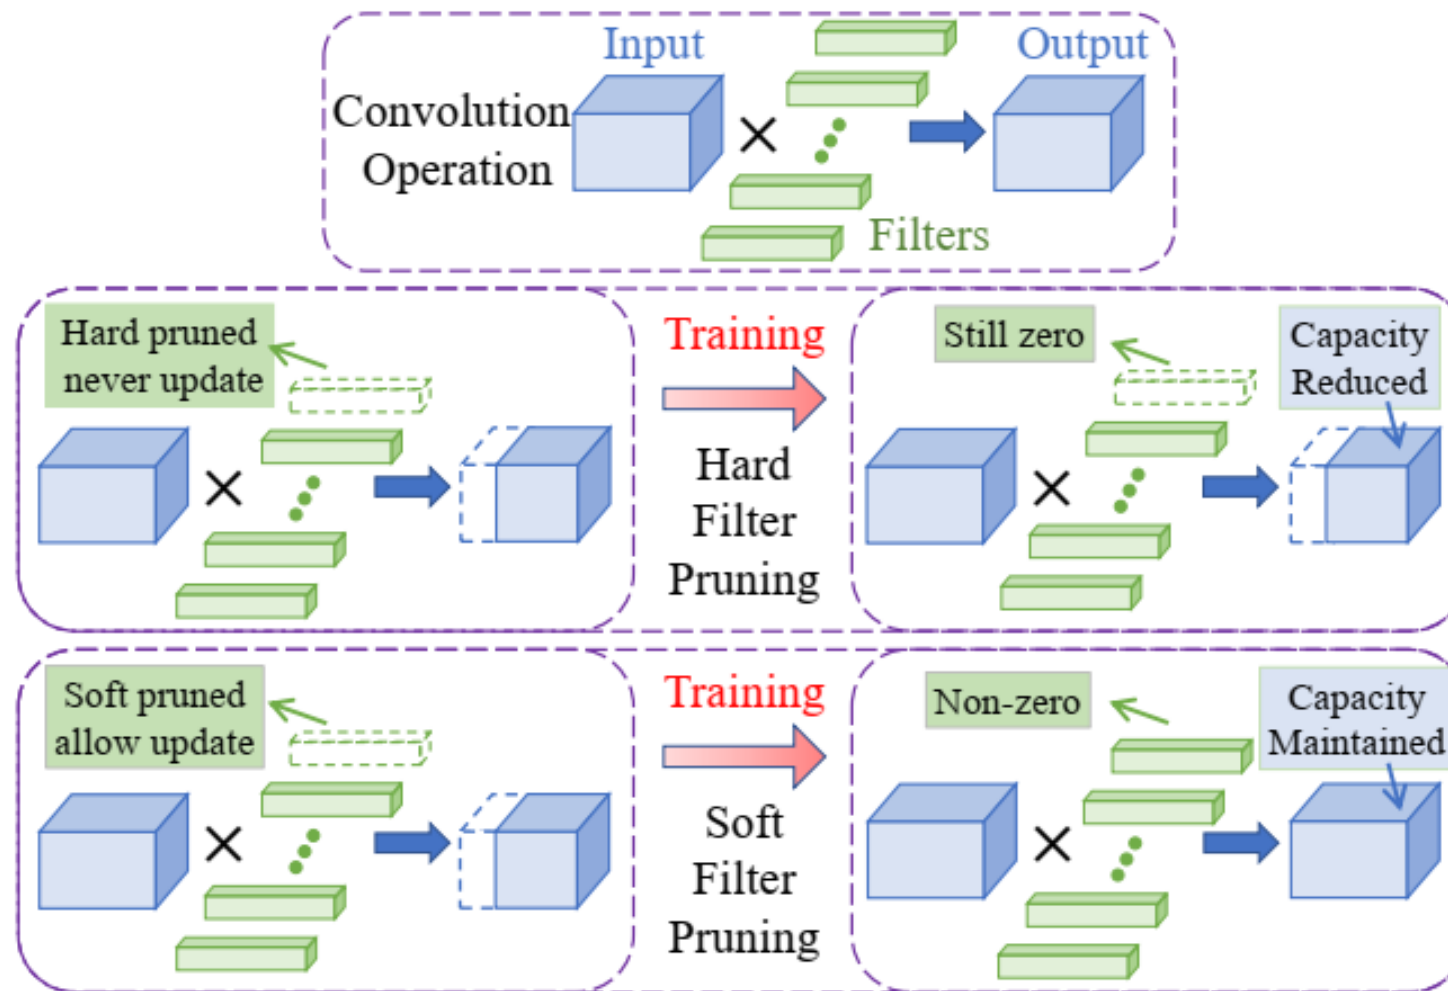 Input
Output
Convolution
Operation
Filters
Hard pruned
never update
Training
Still zero
Capacity
Reduced
Hard
Filter
Pruning
Soft pruned
allow update
Training
Non-zero
Capacity
Maintained
Soft
Filter
Pruning